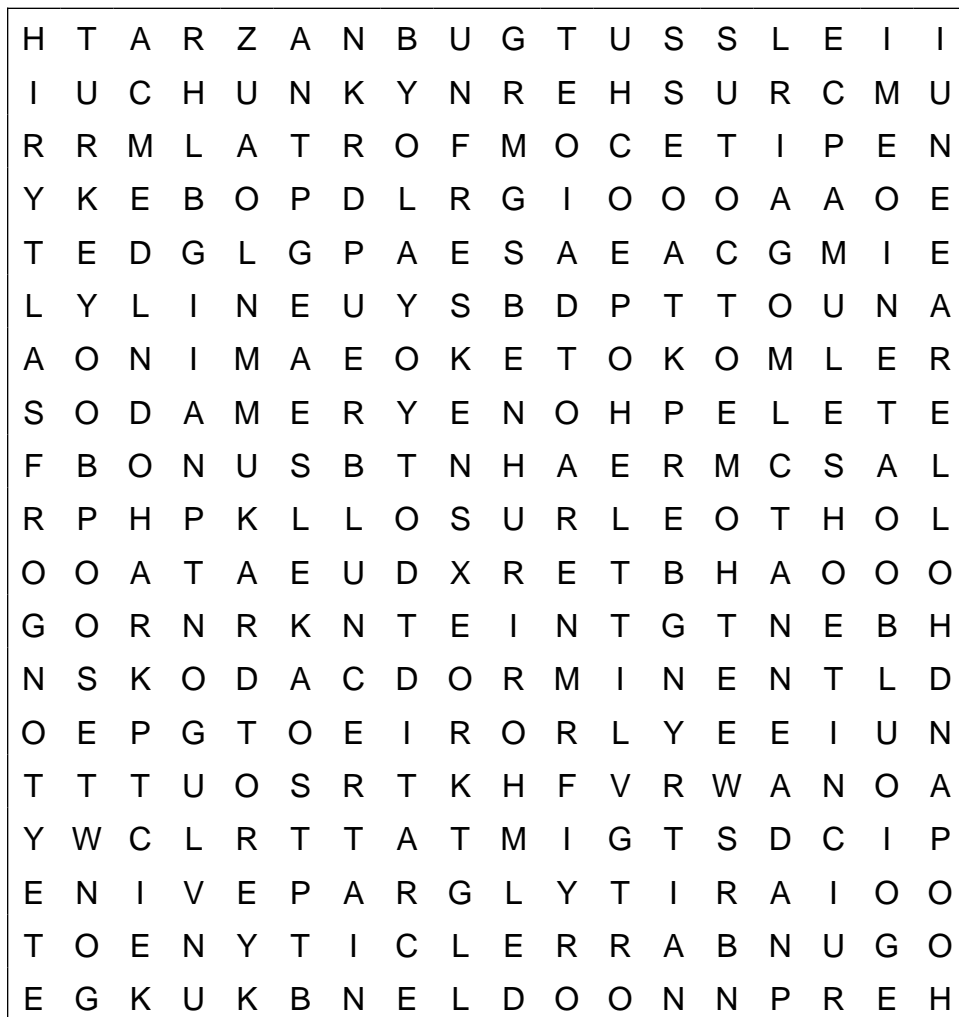 H T A R Z A N B U G T U S S L E I I
I U C H U N K Y N R E H S U R C M U
R R M L A T R O F M O C E T I P E N
Y K E B O P D L R G I O O O A A O E
T E D G L G P A E S A E A C G M I E
L Y L I N E U Y S B D P T T O U N A
A O N I M A E O K E T O K O M L E R
S O D A M E R Y E N O H P E L E T E
F B O N U S B T N H A E R M C S A L
R P H P K L L O S U R L E O T H O L
O O A T A E U D X R E T B H A O O O
G O R N R K N T E I N T G T N E B H
N S K O D A C D O R M I N E N T L D
O E P G T O E I R O R L Y E E I U N
T T T U O S R T K H F V R W A N O A
Y W C L R T T A T M I G T S D C I P
E N I V E P A R G L Y T I R A I O O
T O E N Y T I C L E R R A B N U G O
E G K U K B N E L D O O N N P R E H